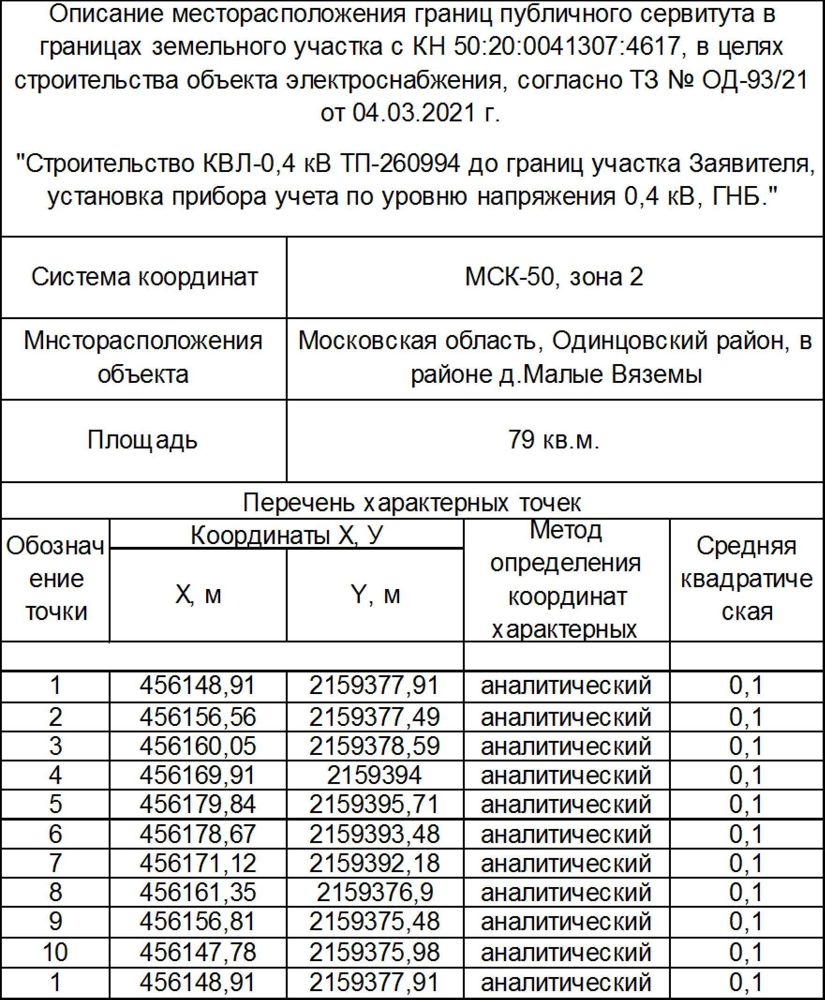 Описание месторасположения границ публичного сервитута в
границах земельного участка с КН 50:20:0041307:4617, в целях
строительства объекта электроснабжения, согласно ТЗ № ОД-93/21
от 04.03.2021 г.
"Строительство КВЛ-0,4 кВ ТП-260994 до границ участка Заявителя,
установка прибора учета по уровню напряжения 0,4 кВ, ГНБ."
Система координат МСК-50, зона 2
Мнсторасположения
объекта
Московская область, Одинцовский район, в
районе д.Малые Вяземы
Площадь 79 кв.м.
Перечень характерных точек
Обознач
ение
точки
Координаты Х, У
Х, м Y, м
Метод
определения
координат
характерных
Средняя
квадратиче
ская
1 456148,91 2159377,91 аналитический 0,1
2 456156,56 2159377,49 аналитический 0,1
3 456160,05 2159378,59 аналитический 0,1
4 456169,91 2159394 аналитический 0,1
5 456179,84 2159395,71 аналитический 0,1
6 456178,67 2159393,48 аналитический 0,1
7 456171,12 2159392,18 аналитический 0,1
8 456161,35 2159376,9 аналитический 0,1
9 456156,81 2159375,48 аналитический 0,1
10 456147,78 2159375,98 аналитический 0,1
1 456148,91 2159377,91 аналитический 0,1